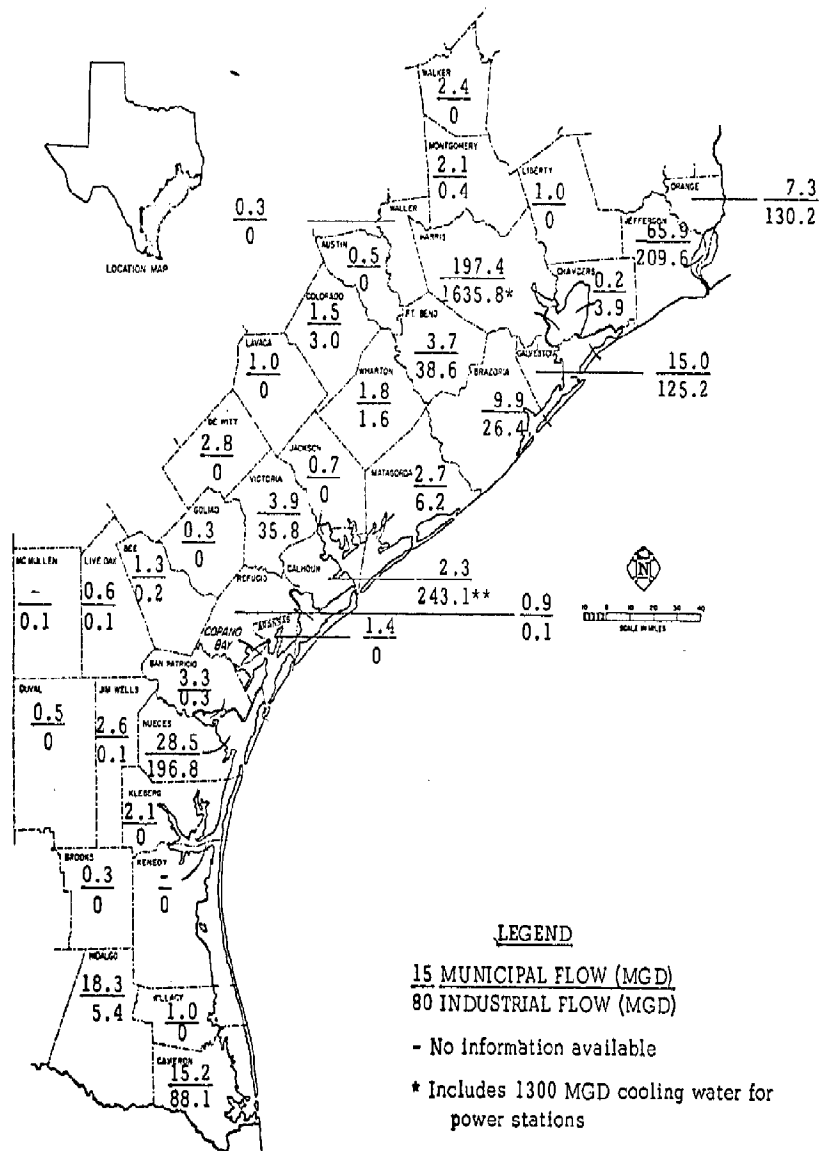 WALKER
2.4
0
MONTGOMERY
2.1
0.4
LIBERTY
1.0
0
ORANGE
7.3
130.2
JEFFERSON
65.9
209.6
WALLER
0.3
0
HARRIS
197.4
1635.8*
CHAMBERS
0.2
3.9
AUSTIN
0.5
0
LOCATION MAP
COLORADO
1.5
3.0
FT. BEND
3.7
38.6
GALVESTON
15.0
125.2
LAVACA
1.0
0
WHARTON
1.8
1.6
BRAZORIA
9.9
26.4
DE WITT
2.8
0
JACKSON
0.7
0
MATAGORDA
2.7
6.2
VICTORIA
3.9
35.8
GOLIAD
0.3
0
BEE
1.3
0.2
MC MULLEN
-
0.1
LIVE OAK
0.6
0.1
REFUGIO
CALHOUN
2.3
243.1**
0.9
0.1
N
10 0 10 20 30 40
SCALE IN MILES
ARANSAS
1.4
0
COPANO
BAY
SAN PATRICIO
3.3
0.3
DUVAL
0.5
0
JIM WELLS
2.6
0.1
NUECES
28.5
196.8
KLEBERG
2.1
0
BROOKS
0.3
0
KENEDY
-
0
HIDALGO
18.3
5.4
WILLACY
1.0
0
CAMERON
15.2
88.1
LEGEND
15 MUNICIPAL FLOW (MGD)
80 INDUSTRIAL FLOW (MGD)
- No information available
* Includes 1300 MGD cooling water for
power stations